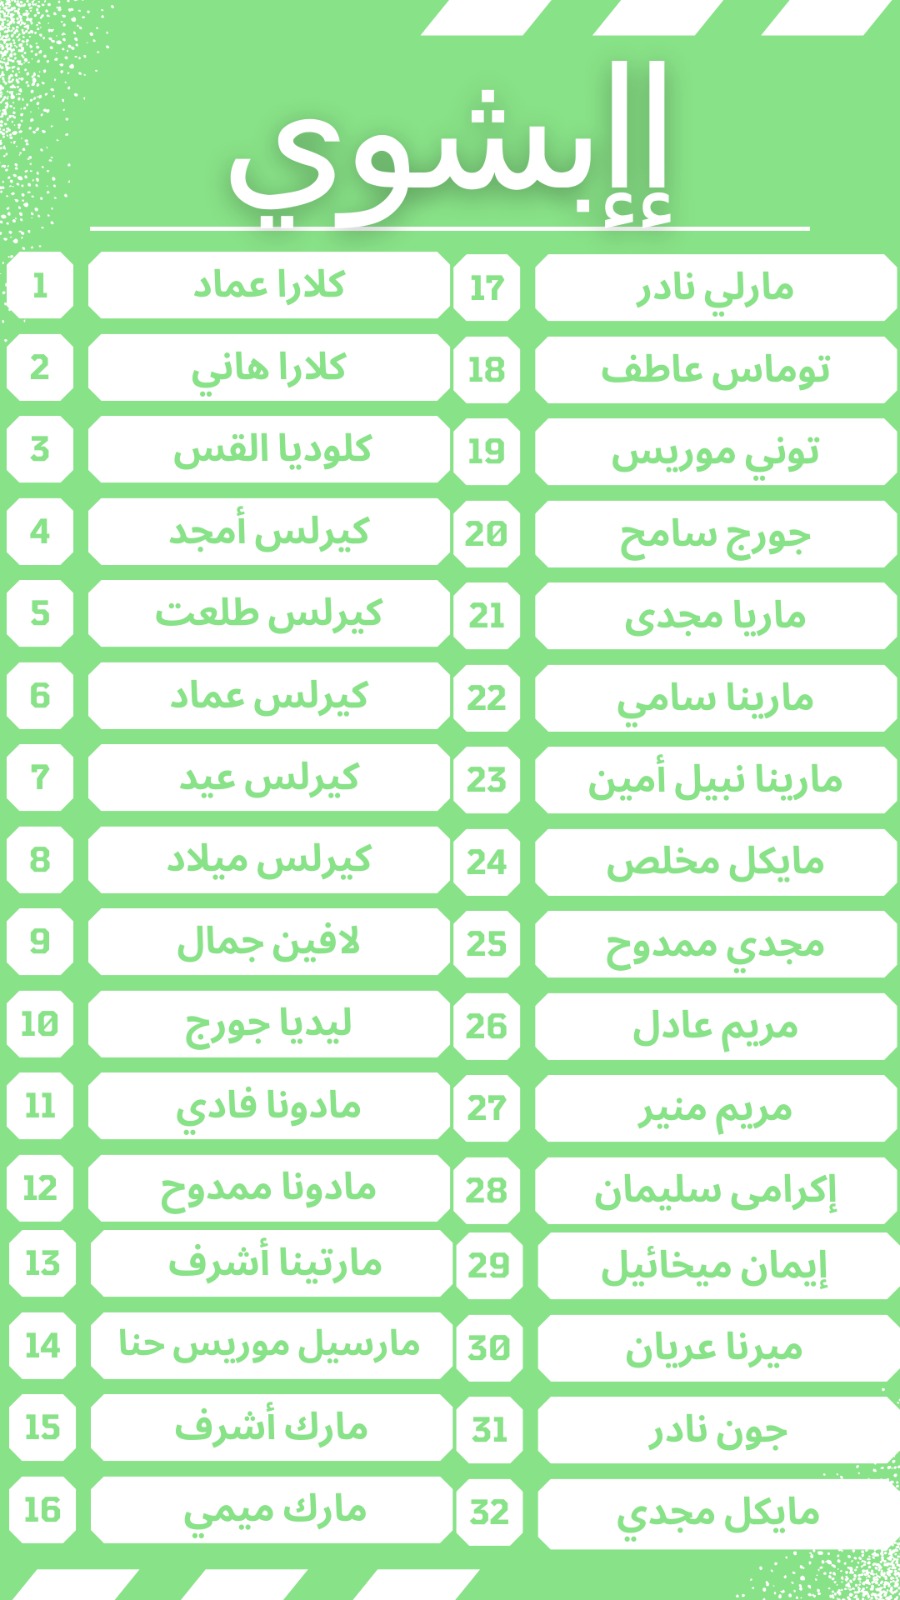 إإبشوي
1 كلارا عماد
2 كلارا هاني
3 كلوديا القس
4 كيرلس أمجد
5 كيرلس طلعت
6 كيرلس عماد
7 كيرلس عيد
8 كيرلس ميلاد
9 لافين جمال
10 ليديا جورج
11 مادونا فادي
12 مادونا ممدوح
13 مارتينا أشرف
14 مارسيل موريس حنا
15 مارك أشرف
16 مارك ميمي
17 مارلي نادر
18 توماس عاطف
19 توني موريس
20 جورج سامح
21 ماريا مجدى
22 مارينا سامي
23 مارينا نبيل أمين
24 مايكل مخلص
25 مجدي ممدوح
26 مريم عادل
27 مريم منير
28 إكرامى سليمان
29 إيمان ميخائيل
30 ميرنا عريان
31 جون نادر
32 مايكل مجدي